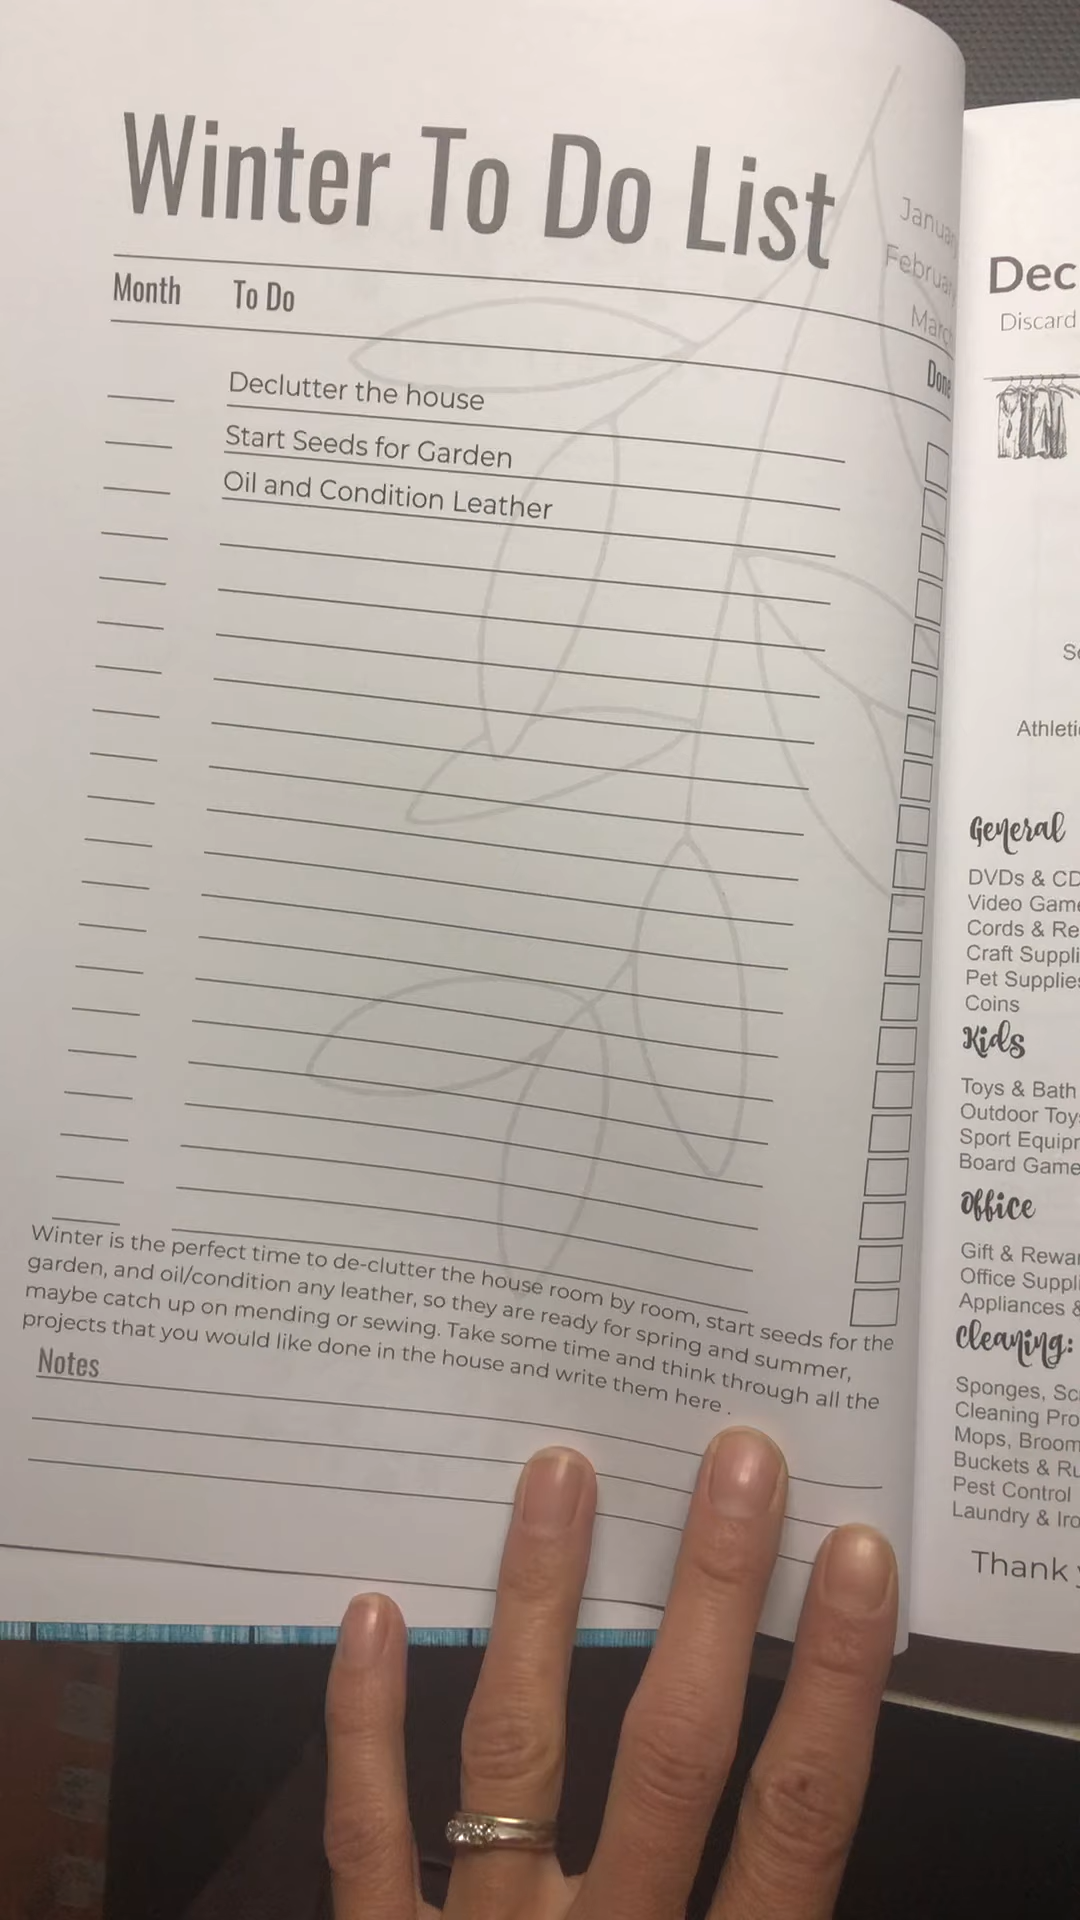 Winter To Do List
January
February
March
Month To Do Done
Declutter the house
Start Seeds for Garden
Oil and Condition Leather
Winter is the perfect time to de-clutter the house room by room, start seeds for the
garden, and oil/condition any leather, so they are ready for spring and summer,
maybe catch up on mending or sewing. Take some time and think through all the
projects that you would like done in the house and write them here .
Notes
Dec
Discard
General
DVDs & CD
Video Game
Cords & Re
Craft Suppli
Pet Supplies
Coins
Kids
Toys & Bath
Outdoor Toys
Sport Equipm
Board Game
Office
Gift & Rewar
Office Suppli
Appliances &
Cleaning:
Sponges, Sc
Cleaning Pro
Mops, Broom
Buckets & Ru
Pest Control
Laundry & Iro
Thank